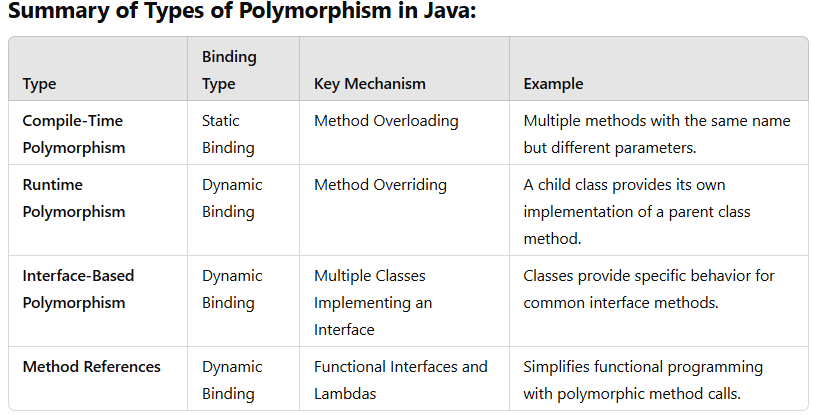 Summary of Types of Polymorphism in Java:
Type Binding Type Key Mechanism Example
Compile-Time Polymorphism Static Binding Method Overloading Multiple methods with the same name but different parameters.
Runtime Polymorphism Dynamic Binding Method Overriding A child class provides its own implementation of a parent class method.
Interface-Based Polymorphism Dynamic Binding Multiple Classes Implementing an Interface Classes provide specific behavior for common interface methods.
Method References Dynamic Binding Functional Interfaces and Lambdas Simplifies functional programming with polymorphic method calls.